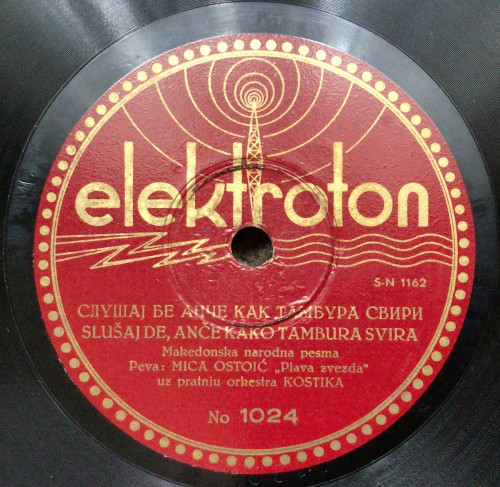 elektroton
S-N 1162
СЛУШАЈ БЕ АНЧЕ КАК ТАМБУРА СВИРИ
SLUŠAJ DE, ANČE KAKO TAMBURA SVIRA
Makedonska narodna pesma
Peva: MICA OSTOIĆ „Plava zvezda"
uz pratnju orkestra KOSTIKA
No 1024